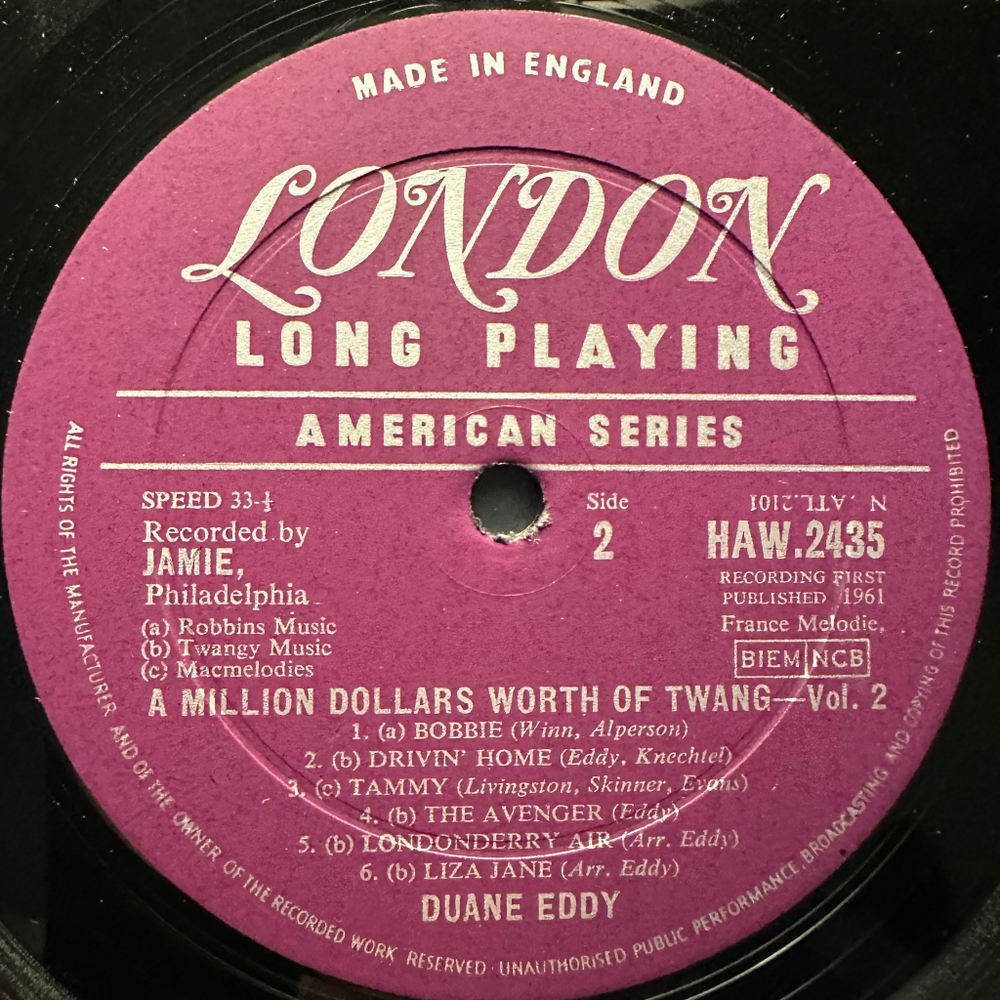 MADE IN ENGLAND
LONDON
LONG PLAYING
AMERICAN SERIES
SPEED 33-⅓
Recorded by
JAMIE,
Philadelphia
(a) Robbins Music
(b) Twangy Music
(c) Macmelodies
Side
2
N . ATL.2101
HAW.2435
RECORDING FIRST
PUBLISHED 1961
France Melodie,
BIEM NCB
A MILLION DOLLARS WORTH OF TWANG—Vol. 2
1. (a) BOBBIE (Winn, Alperson)
2. (b) DRIVIN' HOME (Eddy, Knechtel)
3. (c) TAMMY (Livingston, Skinner, Evans)
4. (b) THE AVENGER (Eddy)
5. (b) LONDONDERRY AIR (Arr. Eddy)
6. (b) LIZA JANE (Arr. Eddy)
DUANE EDDY
ALL RIGHTS OF THE MANUFACTURER AND OF THE OWNER OF THE RECORDED WORK RESERVED · UNAUTHORISED PUBLIC PERFORMANCE, BROADCASTING AND COPYING OF THIS RECORD PROHIBITED